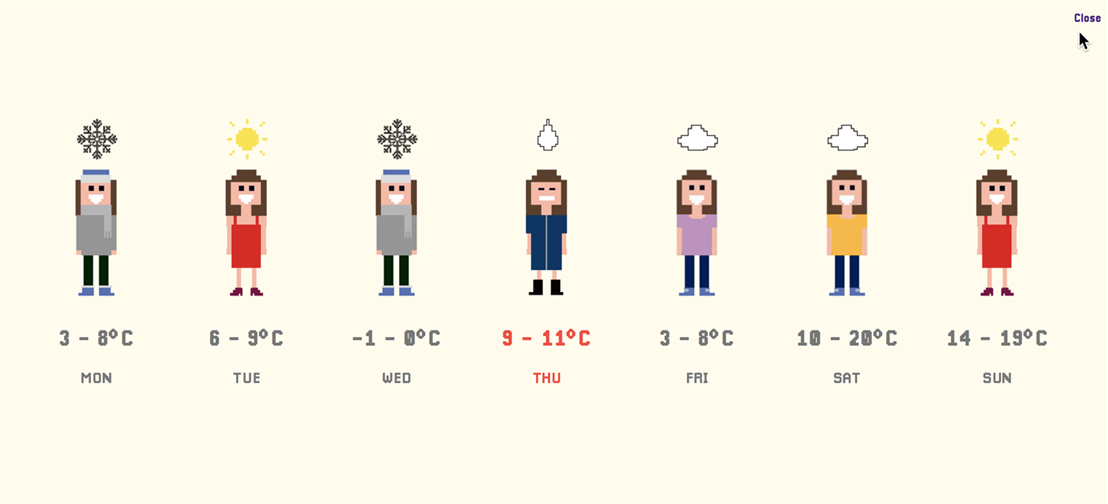 Close
3 - 8°C
6 - 9°C
-1 - 0°C
9 - 11°C
3 - 8°C
10 - 20°C
14 - 19°C
MON
TUE
WED
THU
FRI
SAT
SUN